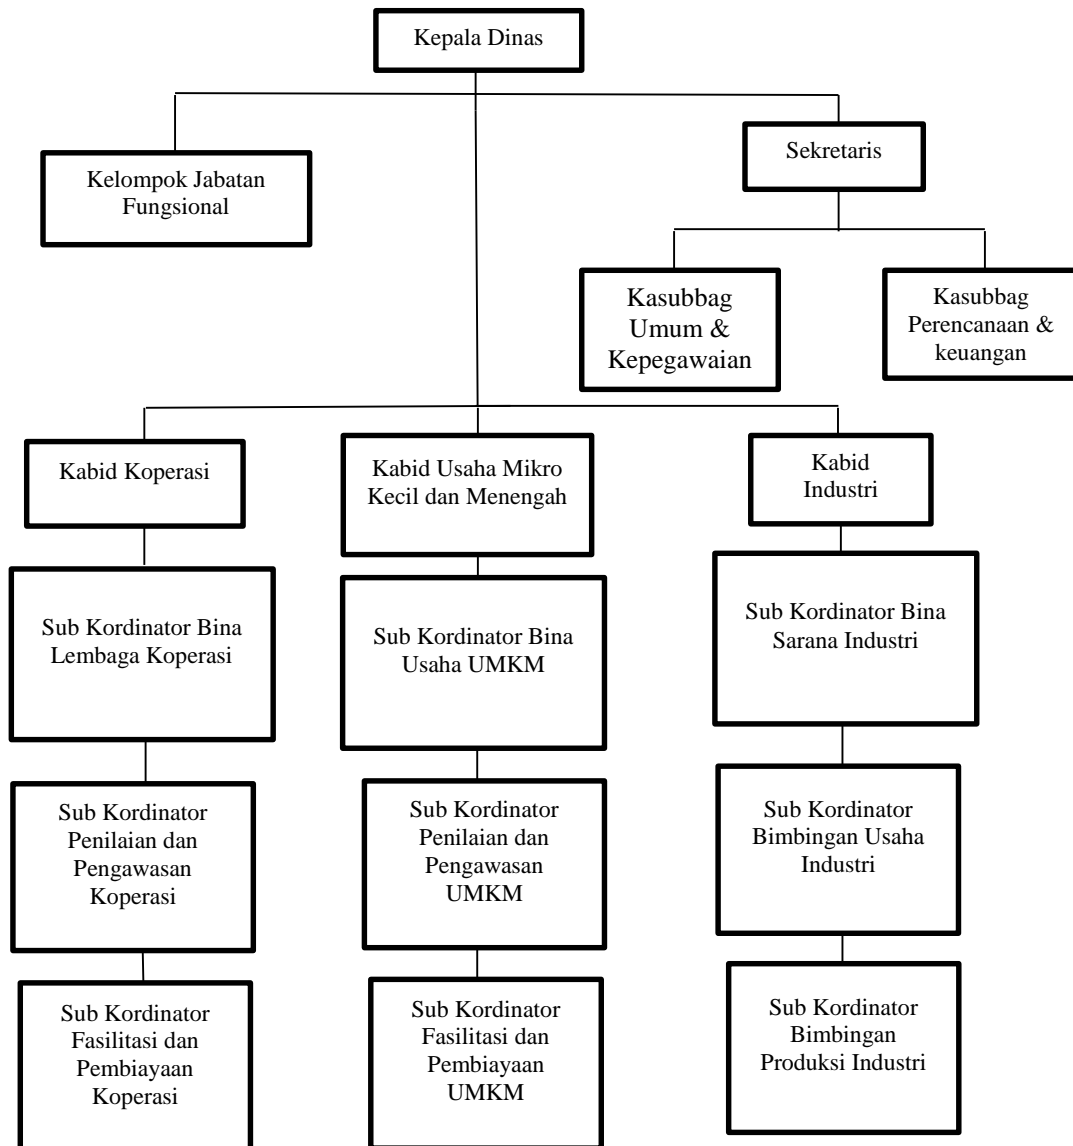 Kepala Dinas
Kelompok Jabatan
Fungsional
Sekretaris
Kasubbag
Umum &
Kepegawaian
Kasubbag
Perencanaan &
keuangan
Kabid Koperasi
Kabid Usaha Mikro
Kecil dan Menengah
Kabid
Industri
Sub Kordinator Bina
Lembaga Koperasi
Sub Kordinator Bina
Usaha UMKM
Sub Kordinator Bina
Sarana Industri
Sub Kordinator
Penilaian dan
Pengawasan
Koperasi
Sub Kordinator
Penilaian dan
Pengawasan
UMKM
Sub Kordinator
Bimbingan Usaha
Industri
Sub Kordinator
Fasilitasi dan
Pembiayaan
Koperasi
Sub Kordinator
Fasilitasi dan
Pembiayaan
UMKM
Sub Kordinator
Bimbingan
Produksi Industri